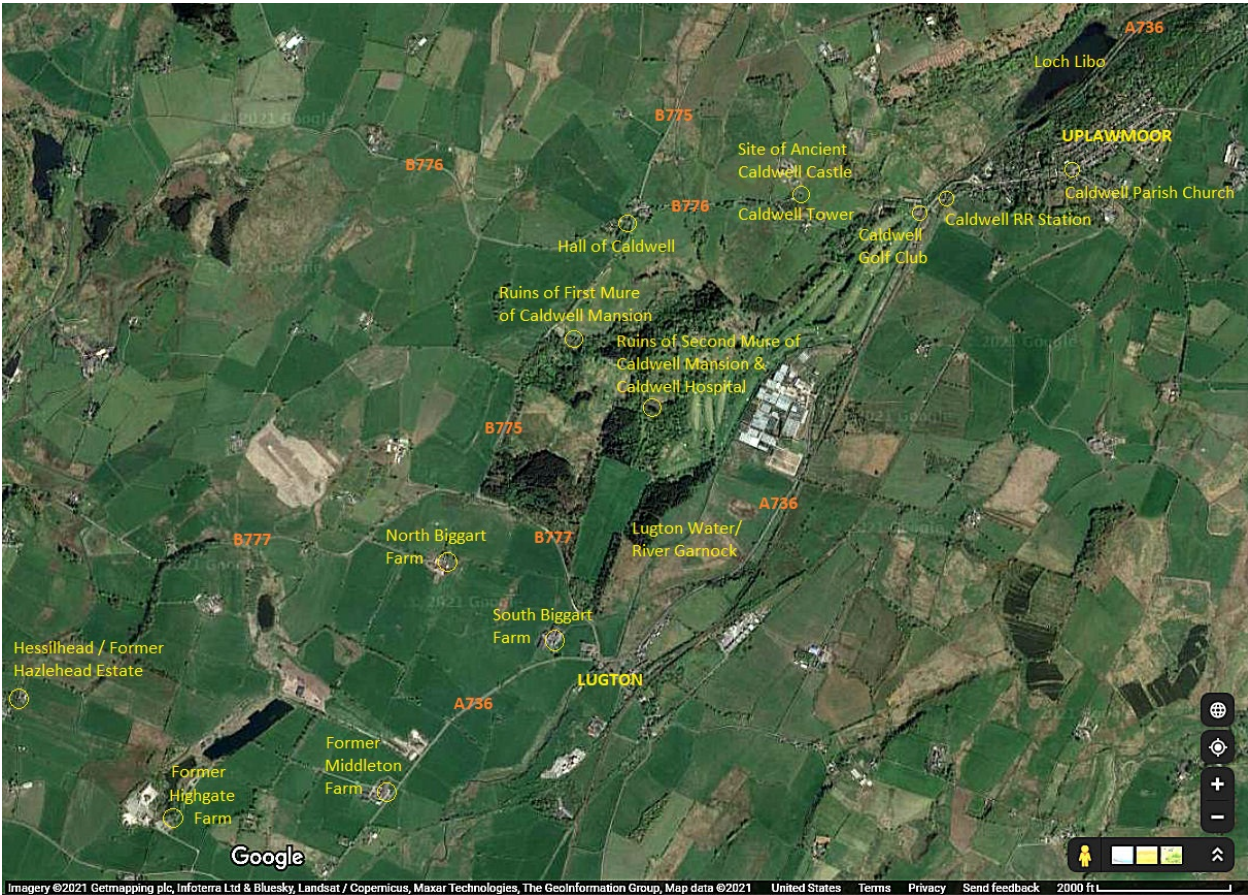 A736
Loch Libo
B775
UPLAWMOOR
Site of Ancient
Caldwell Castle
B776
Caldwell Parish Church
B776
Caldwell Tower
Caldwell RR Station
Caldwell
Golf Club
Hall of Caldwell
Ruins of First Mure
of Caldwell Mansion
Ruins of Second Mure of
Caldwell Mansion &
Caldwell Hospital
B775
A736
Lugton Water/
River Garnock
North Biggart
Farm
B777
B777
South Biggart
Farm
Hessilhead / Former
Hazlehead Estate
LUGTON
A736
Former
Middleton
Farm
Former
Highgate
Farm
Google
Imagery ©2021 Getmapping plc, Infoterra Ltd & Bluesky, Landsat / Copernicus, Maxar Technologies, The GeoInformation Group, Map data ©2021 United States Terms Privacy Send feedback 2000 ft